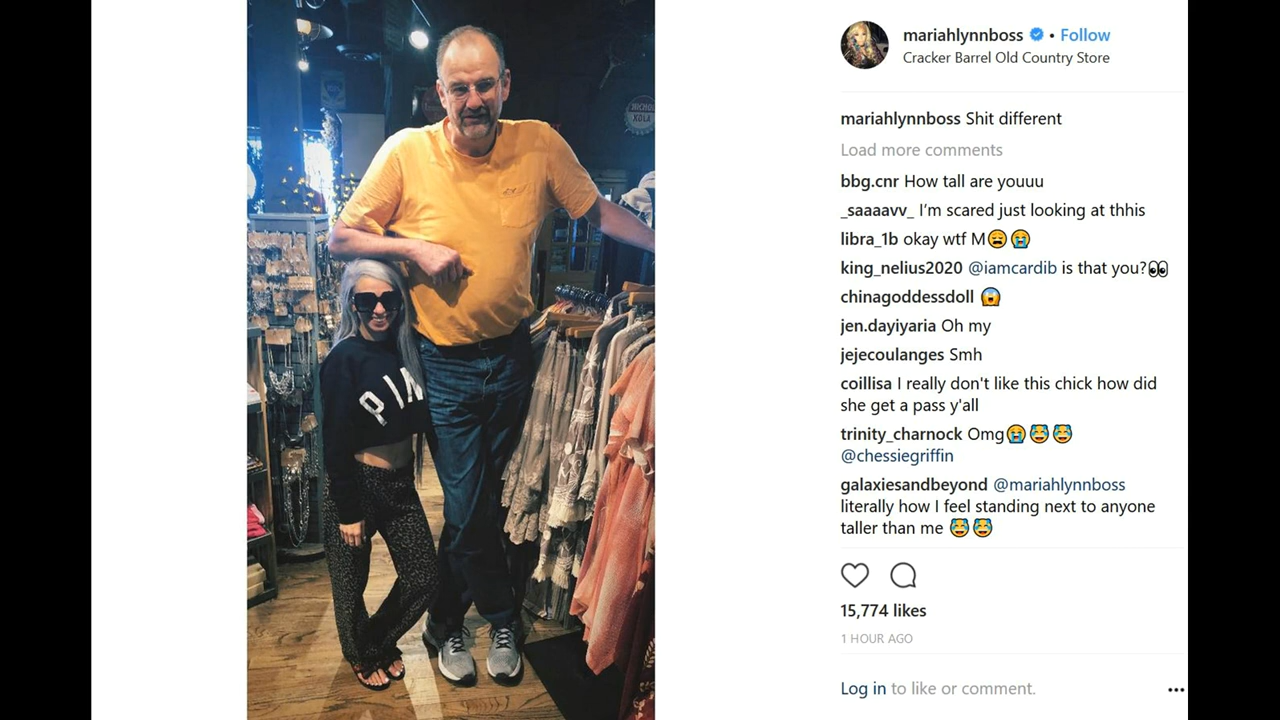 mariahlynnboss • Follow
Cracker Barrel Old Country Store
mariahlynnboss Shit different
Load more comments
bbg.cnr How tall are youuu
_saaaavv_ I'm scared just looking at thhis
libra_1b okay wtf M😩😭
king_nelius2020 @iamcardib is that you?👀
chinagoddessdoll 😱
jen.dayiyaria Oh my
jejecoulanges Smh
coillisa I really don't like this chick how did
she get a pass y'all
trinity_charnock Omg😭😂😂
@chessiegriffin
galaxiesandbeyond @mariahlynnboss
literally how I feel standing next to anyone
taller than me 😂😂
15,774 likes
1 HOUR AGO
Log in to like or comment.
PIN
KOLA